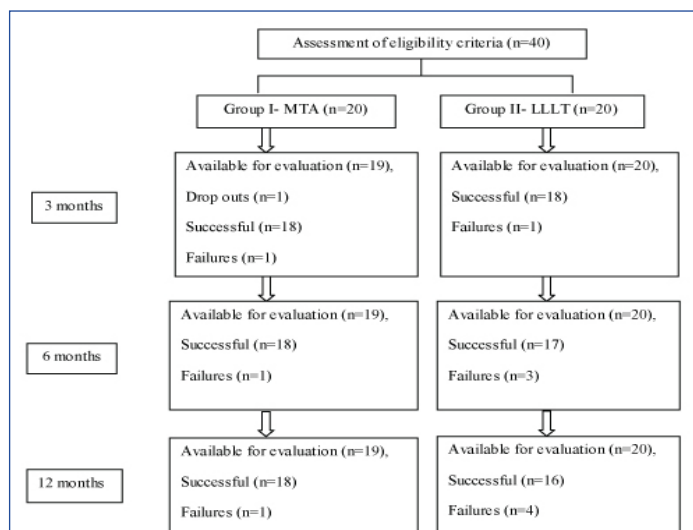 Assessment of eligibility criteria (n=40)
Group I- MTA (n=20)
Group II- LLLT (n=20)
3 months
Available for evaluation (n=19),
Drop outs (n=1)
Successful (n=18)
Failures (n=1)
Available for evaluation (n=20),
Successful (n=18)
Failures (n=1)
6 months
Available for evaluation (n=19),
Successful (n=18)
Failures (n=1)
Available for evaluation (n=20),
Successful (n=17)
Failures (n=3)
12 months
Available for evaluation (n=19),
Successful (n=18)
Failures (n=1)
Available for evaluation (n=20),
Successful (n=16)
Failures (n=4)